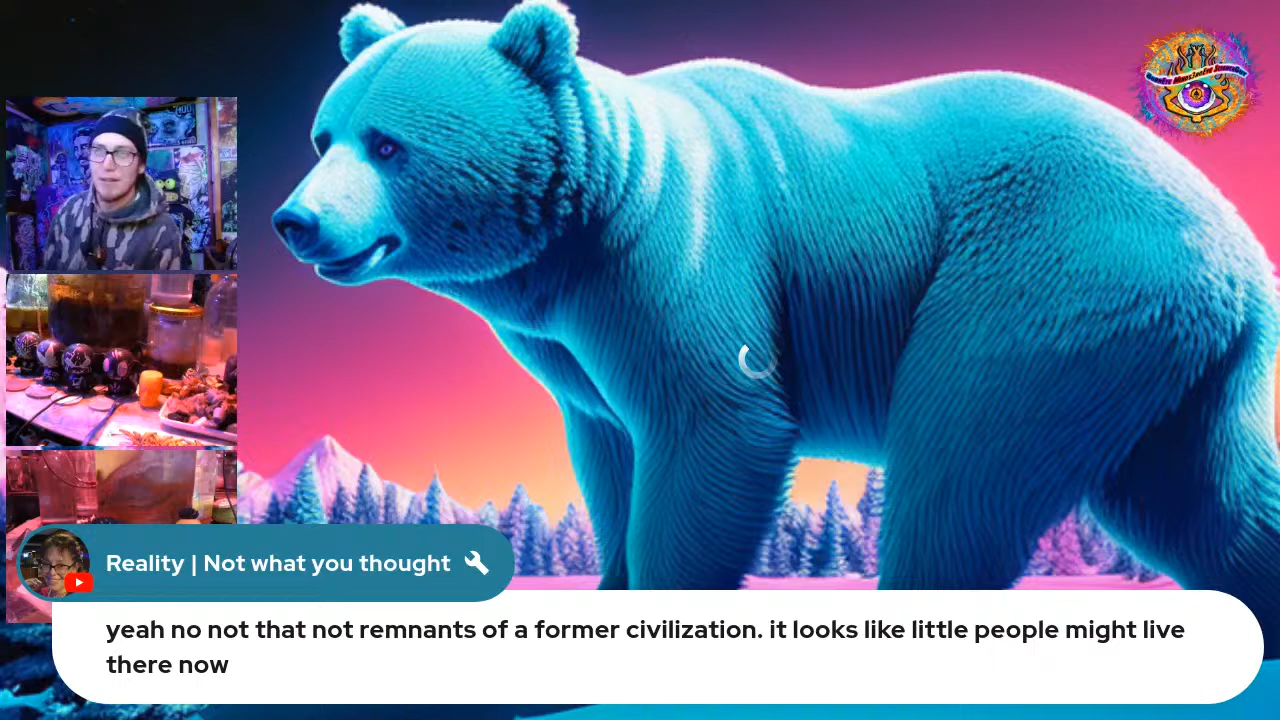 Reality | Not what you thought
yeah no not that not remnants of a former civilization. it looks like little people might live
there now